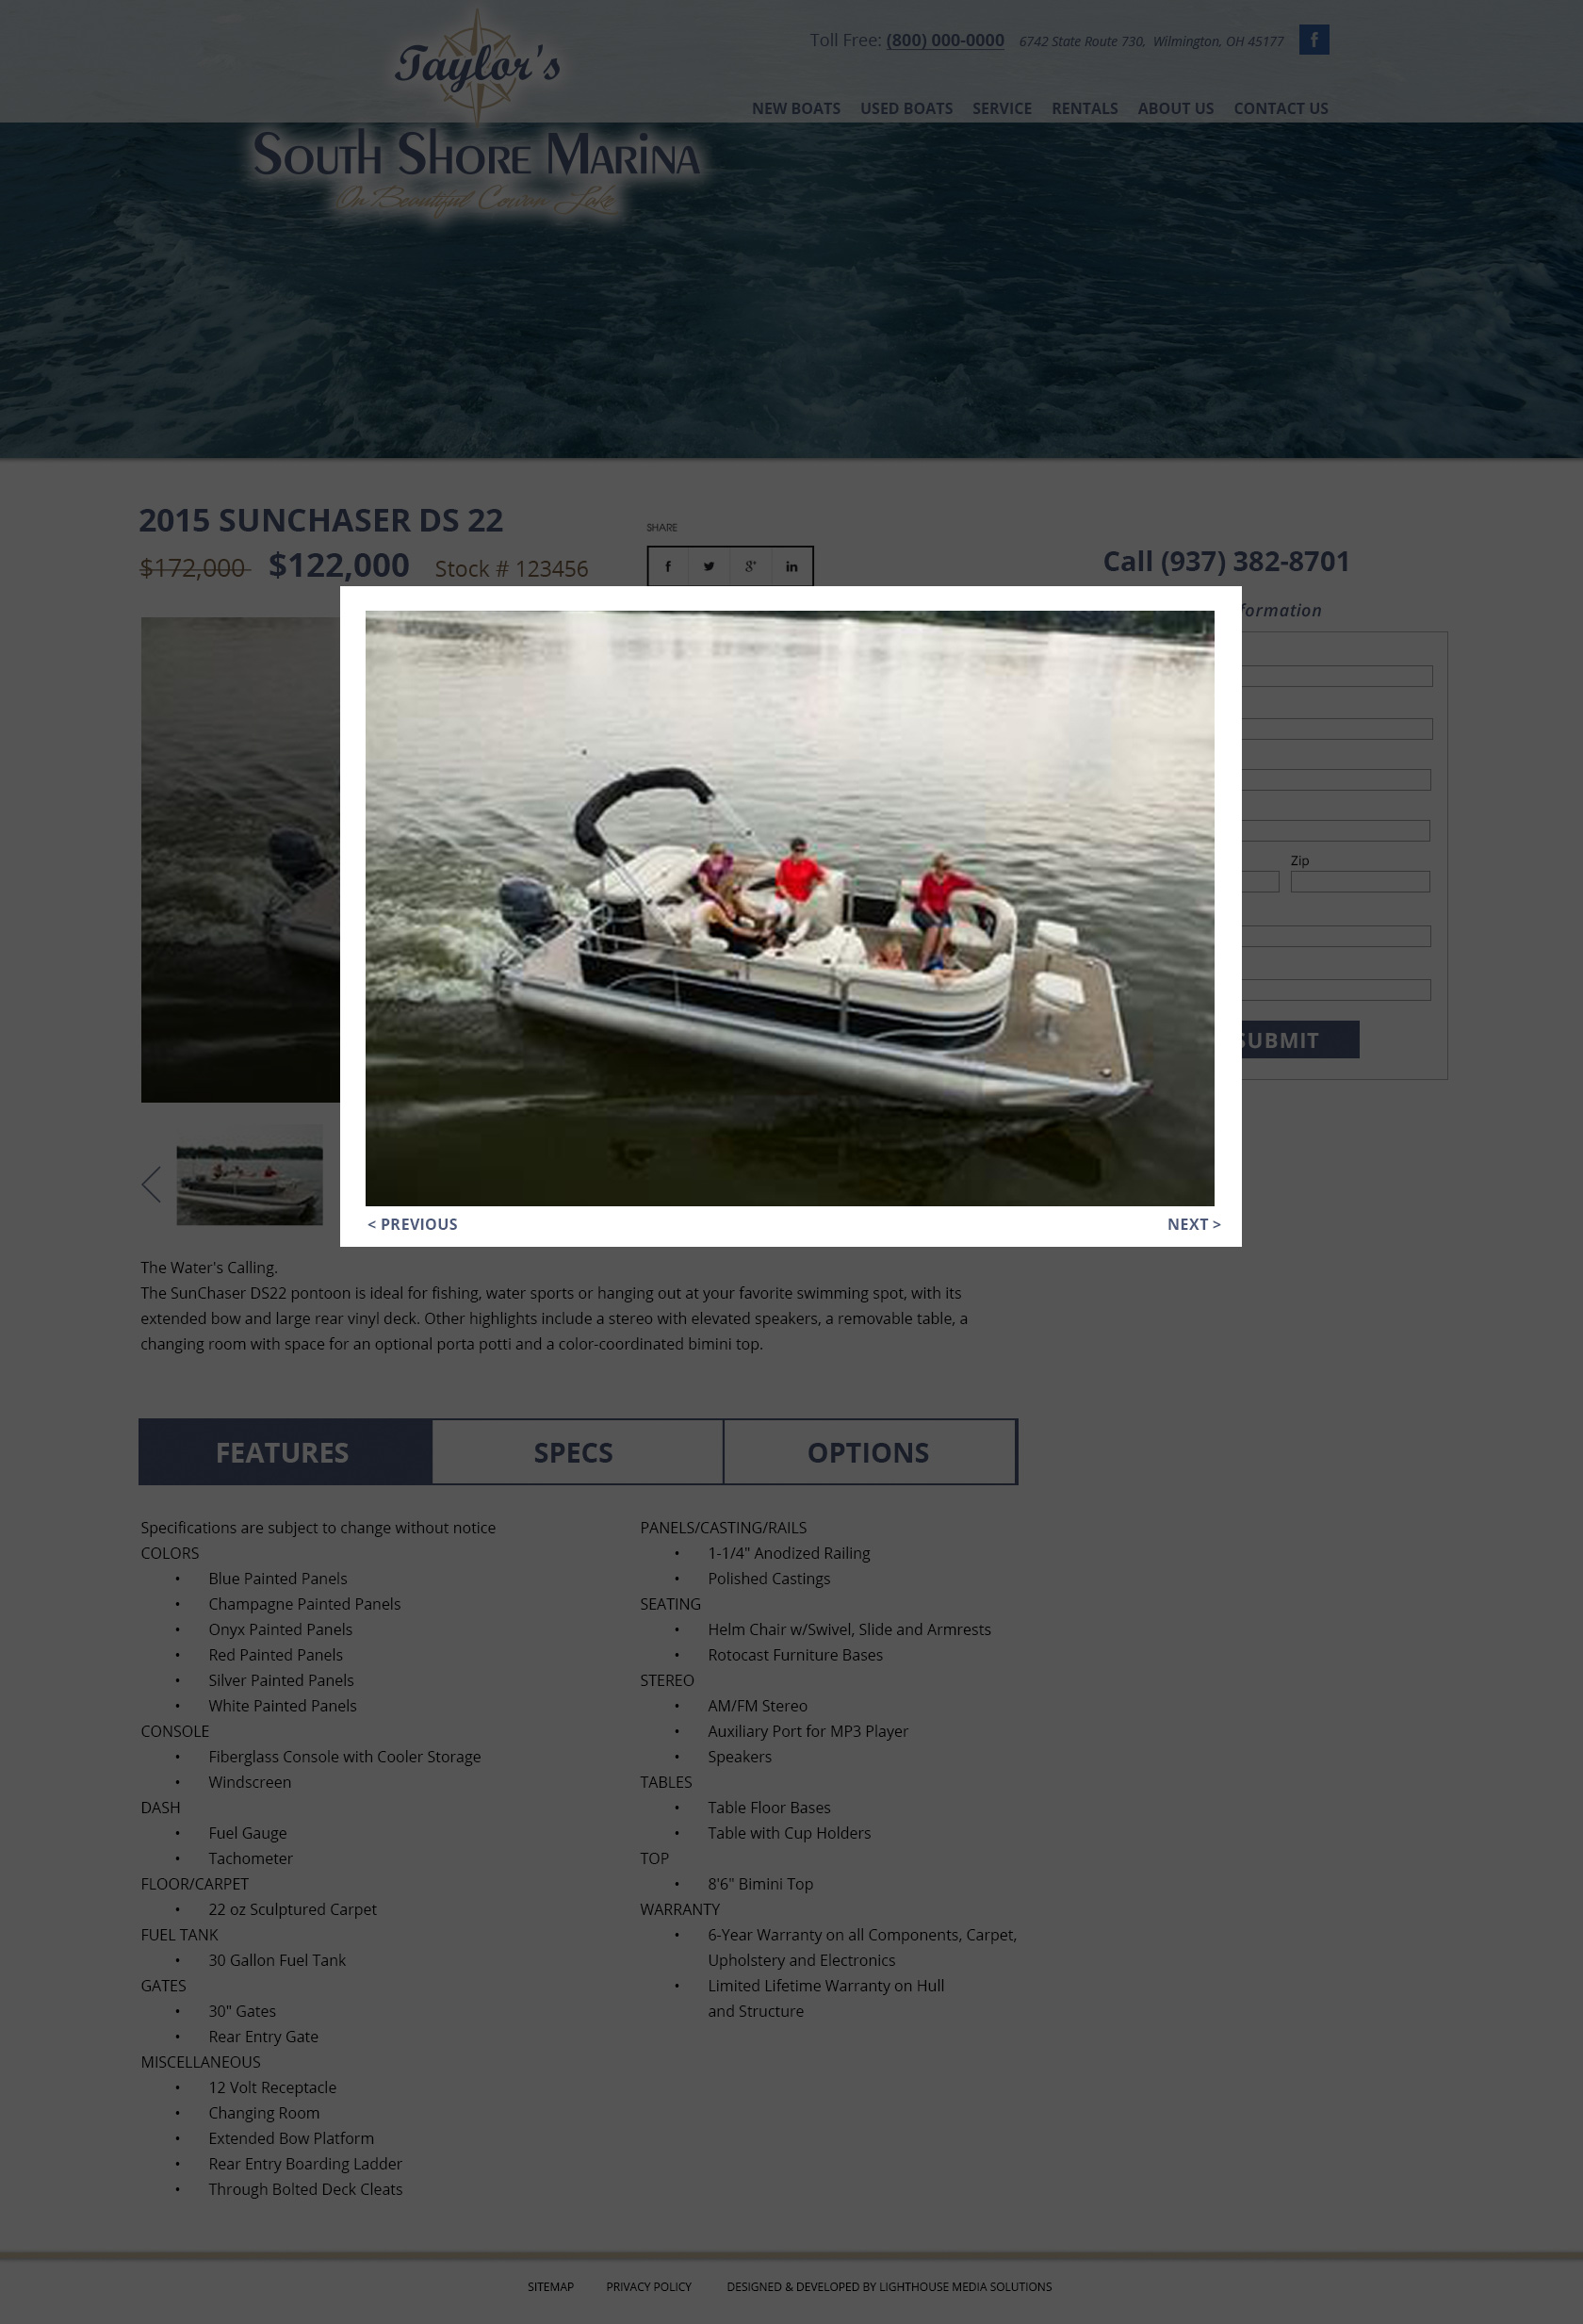 Taylor's
South Shore Marina
On Beautiful Cowan Lake
Toll Free: (800) 000-0000 6742 State Route 730, Wilmington, OH 45177 f
NEW BOATS USED BOATS SERVICE RENTALS ABOUT US CONTACT US
2015 SUNCHASER DS 22
$172,000 $122,000 Stock # 123456
SHARE
Call (937) 382-8701
formation
Zip
SUBMIT
< PREVIOUS NEXT >
The Water's Calling.
The SunChaser DS22 pontoon is ideal for fishing, water sports or hanging out at your favorite swimming spot, with its
extended bow and large rear vinyl deck. Other highlights include a stereo with elevated speakers, a removable table, a
changing room with space for an optional porta potti and a color-coordinated bimini top.
FEATURES SPECS OPTIONS
Specifications are subject to change without notice
COLORS
• Blue Painted Panels
• Champagne Painted Panels
• Onyx Painted Panels
• Red Painted Panels
• Silver Painted Panels
• White Painted Panels
CONSOLE
• Fiberglass Console with Cooler Storage
• Windscreen
DASH
• Fuel Gauge
• Tachometer
FLOOR/CARPET
• 22 oz Sculptured Carpet
FUEL TANK
• 30 Gallon Fuel Tank
GATES
• 30" Gates
• Rear Entry Gate
MISCELLANEOUS
• 12 Volt Receptacle
• Changing Room
• Extended Bow Platform
• Rear Entry Boarding Ladder
• Through Bolted Deck Cleats
PANELS/CASTING/RAILS
• 1-1/4" Anodized Railing
• Polished Castings
SEATING
• Helm Chair w/Swivel, Slide and Armrests
• Rotocast Furniture Bases
STEREO
• AM/FM Stereo
• Auxiliary Port for MP3 Player
• Speakers
TABLES
• Table Floor Bases
• Table with Cup Holders
TOP
• 8'6" Bimini Top
WARRANTY
• 6-Year Warranty on all Components, Carpet,
Upholstery and Electronics
• Limited Lifetime Warranty on Hull
and Structure
SITEMAP PRIVACY POLICY DESIGNED & DEVELOPED BY LIGHTHOUSE MEDIA SOLUTIONS